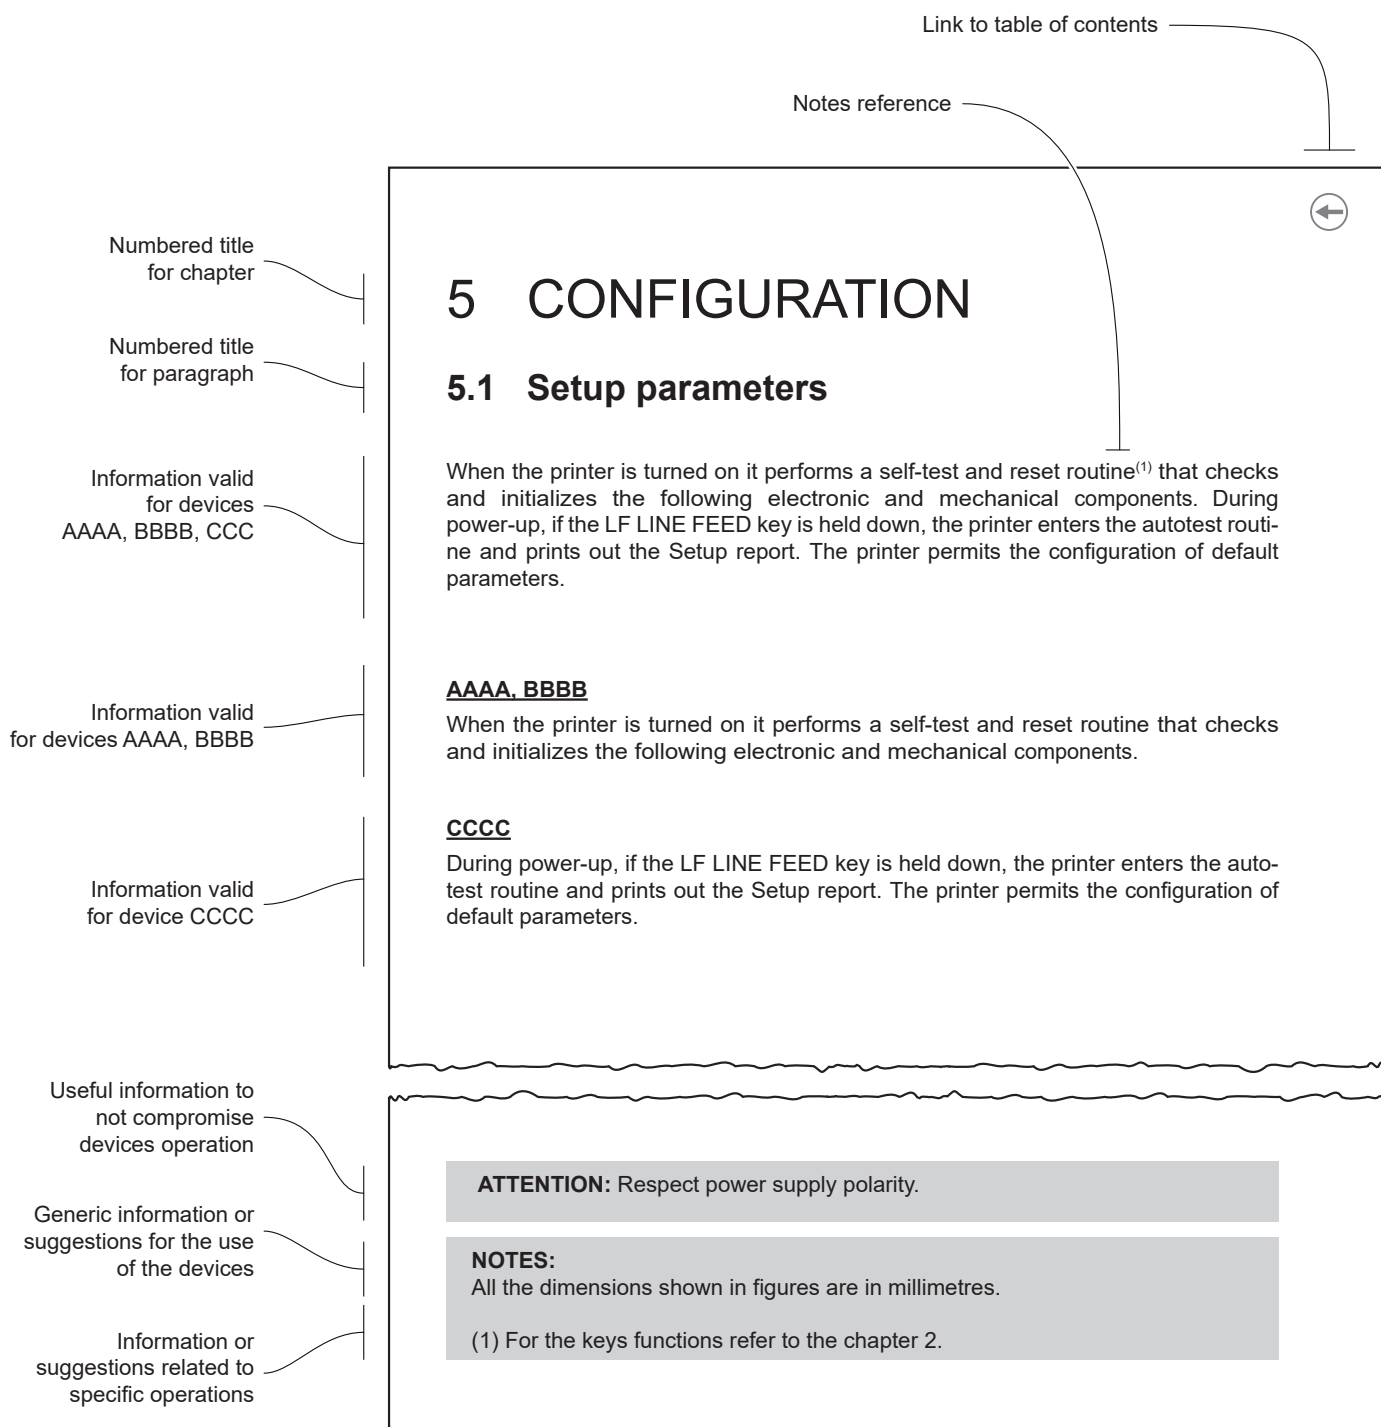 Link to table of contents
Notes reference
Numbered title
for chapter
5 CONFIGURATION
Numbered title
for paragraph
5.1 Setup parameters
Information valid
for devices
AAAA, BBBB, CCC
When the printer is turned on it performs a self-test and reset routine(1) that checks
and initializes the following electronic and mechanical components. During
power-up, if the LF LINE FEED key is held down, the printer enters the autotest routi-
ne and prints out the Setup report. The printer permits the configuration of default
parameters.
Information valid
for devices AAAA, BBBB
AAAA, BBBB
When the printer is turned on it performs a self-test and reset routine that checks
and initializes the following electronic and mechanical components.
Information valid
for device CCCC
CCCC
During power-up, if the LF LINE FEED key is held down, the printer enters the auto-
test routine and prints out the Setup report. The printer permits the configuration of
default parameters.
Useful information to
not compromise
devices operation
ATTENTION: Respect power supply polarity.
Generic information or
suggestions for the use
of the devices
NOTES:
All the dimensions shown in figures are in millimetres.
Information or
suggestions related to
specific operations
(1) For the keys functions refer to the chapter 2.